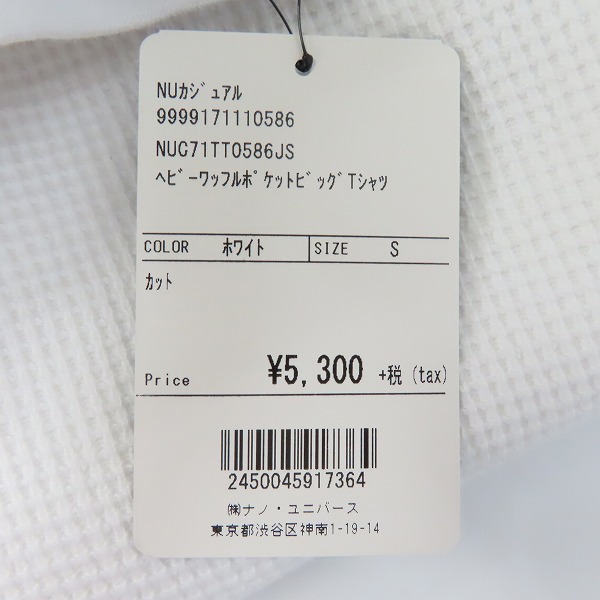 NUｶｼﾞｭｱﾙ
9999171110586
NUC71TT0586JS
ﾍﾋﾞｰﾜｯﾌﾙﾎﾟｹｯﾄﾋﾞｯｸﾞTｼｬﾂ
COLOR ﾎﾜｲﾄ SIZE S
ｶｯﾄ
Price ¥5,300 +税 (tax)
2450045917364
㈱ナノ・ユニバース
東京都渋谷区神南1-19-14